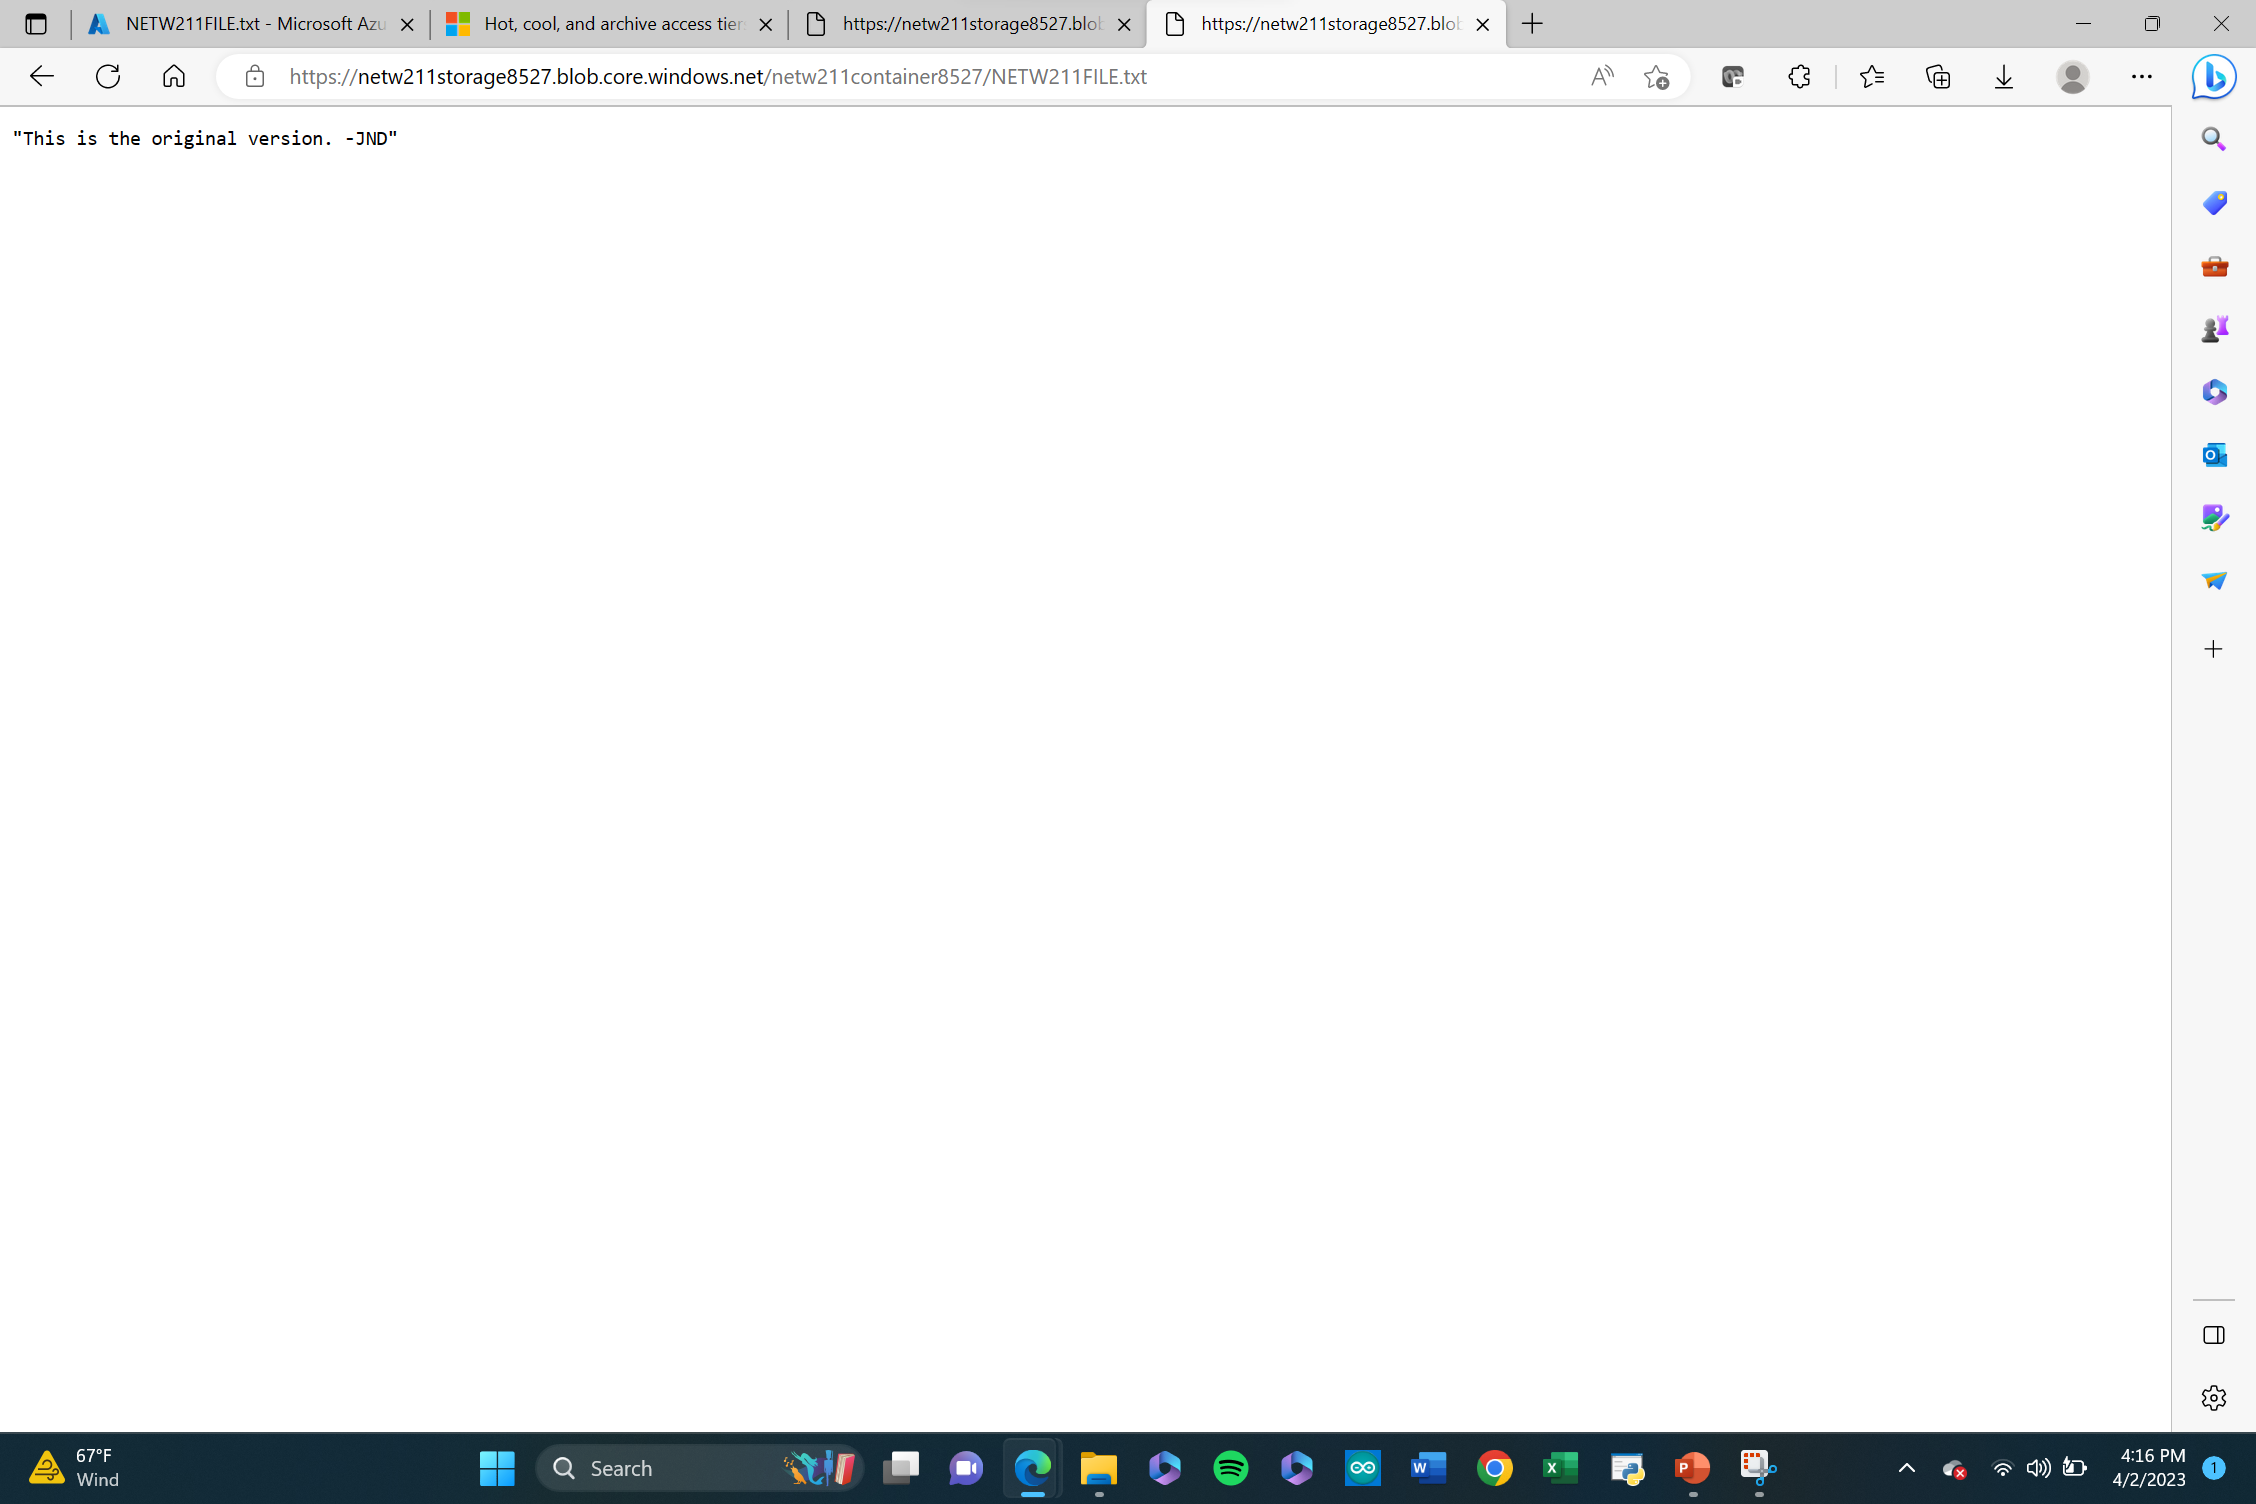 NETW211FILE.txt - Microsoft Azu
Hot, cool, and archive access tier
https://netw211storage8527.blob
https://netw211storage8527.blob
https://netw211storage8527.blob.core.windows.net/netw211container8527/NETW211FILE.txt
"This is the original version. -JND"
67°F
Wind
Search
4:16 PM
4/2/2023
1